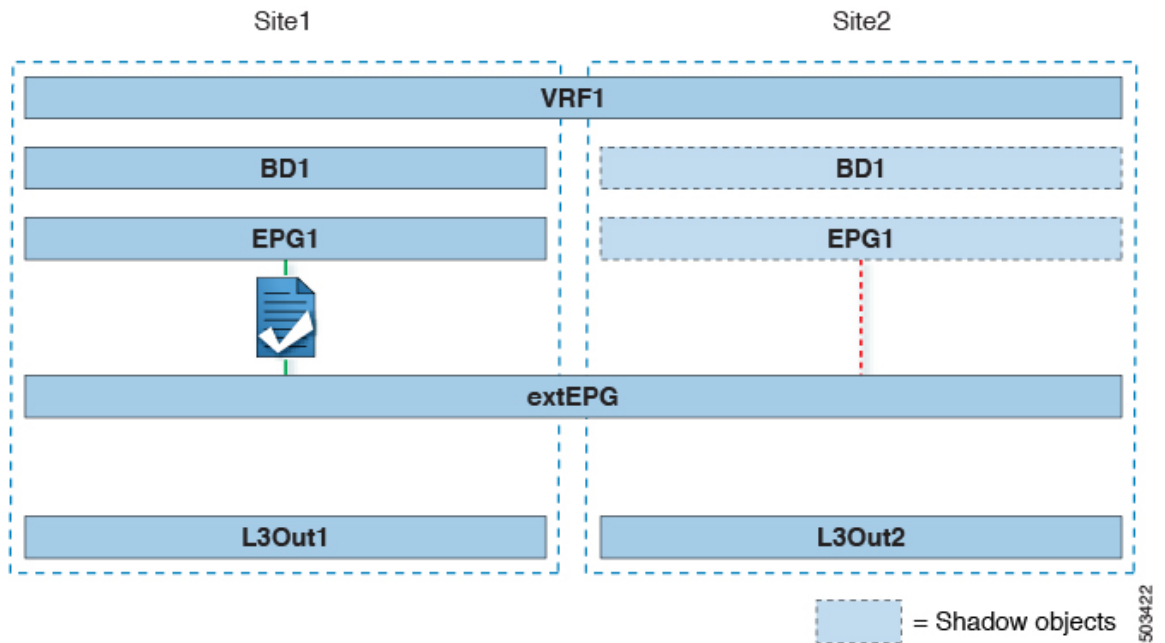 Site1
Site2
VRF1
BD1
BD1
EPG1
EPG1
extEPG
L3Out1
L3Out2
= Shadow objects
503422